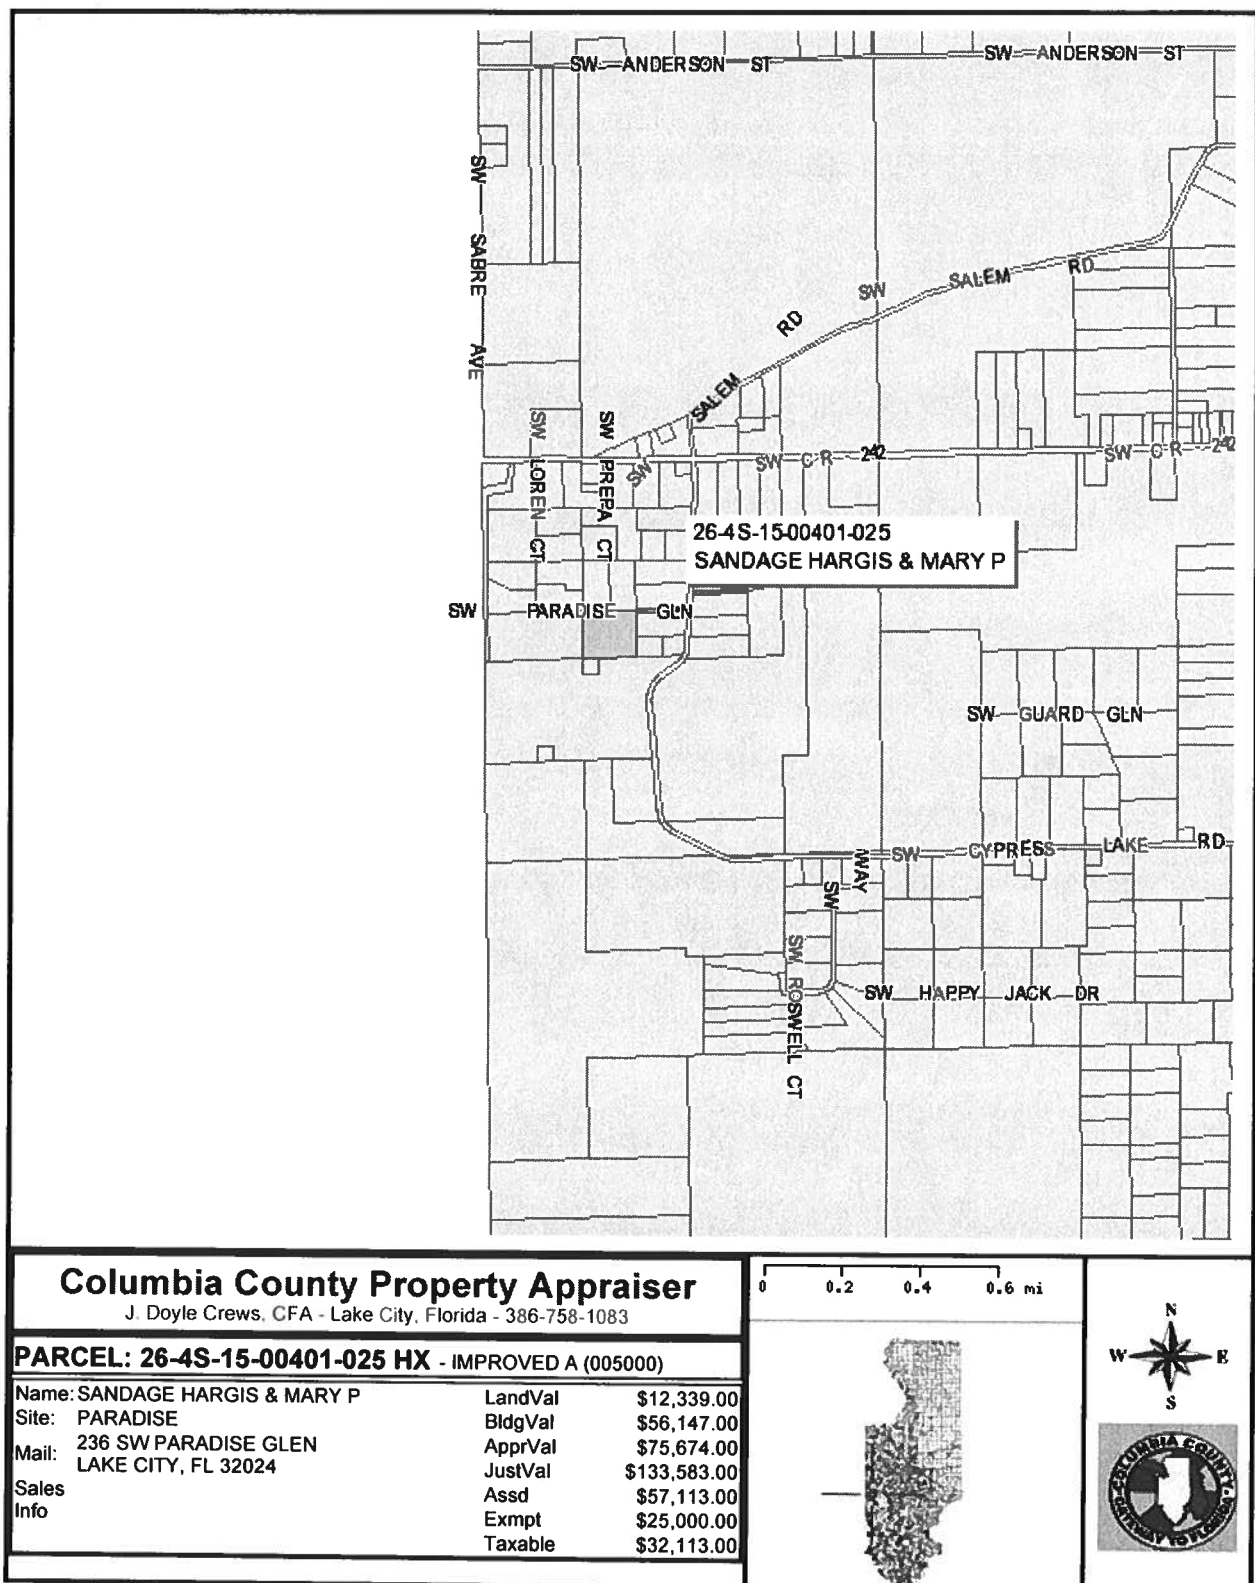 SW ANDERSON ST
SW ANDERSON ST
SW SABRE AVE
SW SALEM RD
SALEM RD
SW LOREN CT
SW PREPA CT
SW
SW C R 242
SW C R 242
26-4S-15-00401-025
SANDAGE HARGIS & MARY P
SW PARADISE GLN
SW GUARD GLN
SW CYPRESS LAKE RD
SW WAY
SW ROSWELL CT
SW HAPPY JACK DR
Columbia County Property Appraiser
J. Doyle Crews, CFA - Lake City, Florida - 386-758-1083
PARCEL: 26-4S-15-00401-025 HX - IMPROVED A (005000)
Name: SANDAGE HARGIS & MARY P
Site: PARADISE
Mail: 236 SW PARADISE GLEN
LAKE CITY, FL 32024
Sales
Info
LandVal $12,339.00
BldgVal $56,147.00
ApprVal $75,674.00
JustVal $133,583.00
Assd $57,113.00
Exmpt $25,000.00
Taxable $32,113.00
0 0.2 0.4 0.6 mi
N
W E
S
COLUMBIA COUNTY
GATEWAY TO FLORIDA